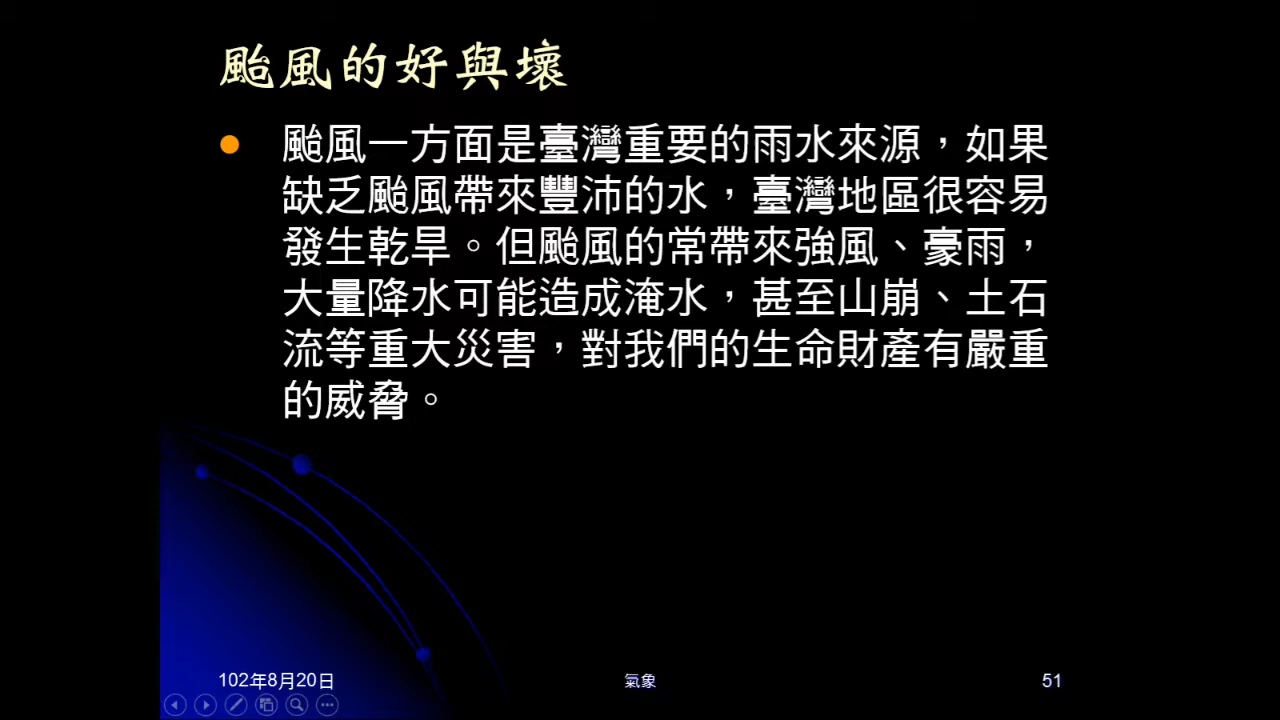 颱風的好與壞
颱風一方面是臺灣重要的雨水來源，如果
缺乏颱風帶來豐沛的水，臺灣地區很容易
發生乾旱。但颱風的常帶來強風、豪雨，
大量降水可能造成淹水，甚至山崩、土石
流等重大災害，對我們的生命財產有嚴重
的威脅。
102年8月20日
氣象
51